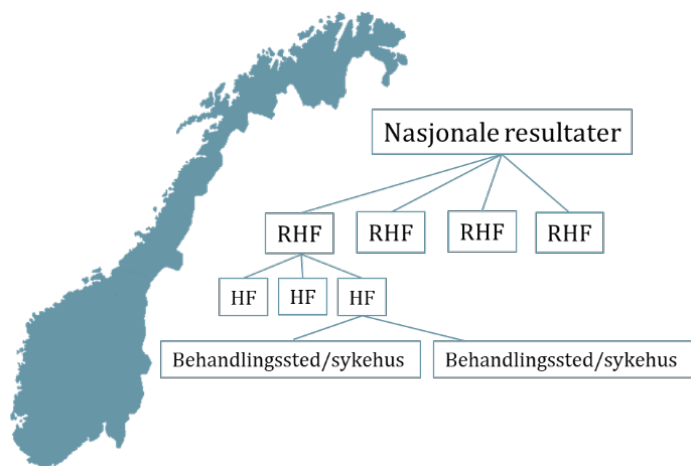 Nasjonale resultater
RHF RHF RHF RHF
HF HF HF
Behandlingssted/sykehus Behandlingssted/sykehus